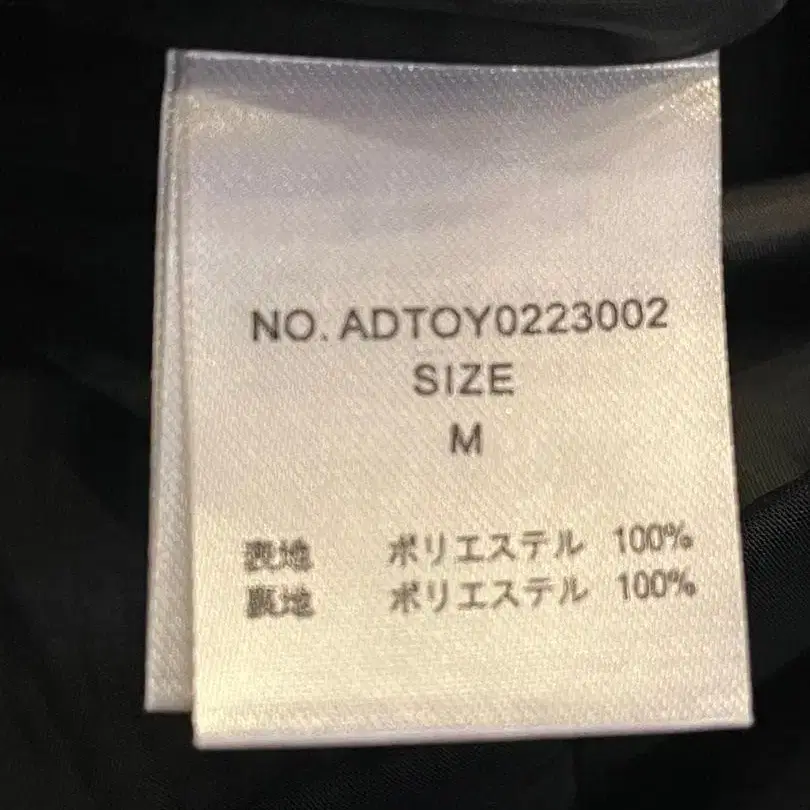 NO. ADTOY0223002
SIZE
M
表地 ポリエステル 100%
裏地 ポリエステル 100%